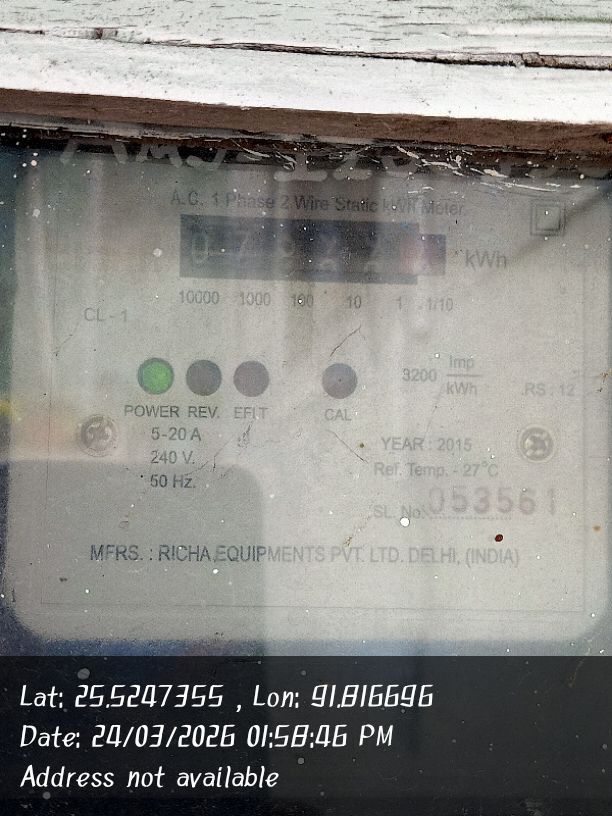 A.C. 1 Phase 2 Wire Static kWh Meter
kWh
10000 1000 100 10 1 1/10
CL - 1
3200 Imp
kWh
RS : 12
POWER REV. EFLT CAL
5-20 A
240 V.
50 Hz.
YEAR : 2015
Ref. Temp. - 27°C
SL. No. 053561
MFRS. : RICHA EQUIPMENTS PVT. LTD. DELHI, (INDIA)
Lat: 25.5247355 , Lon: 91.816696
Date: 24/03/2026 01:58:46 PM
Address not available